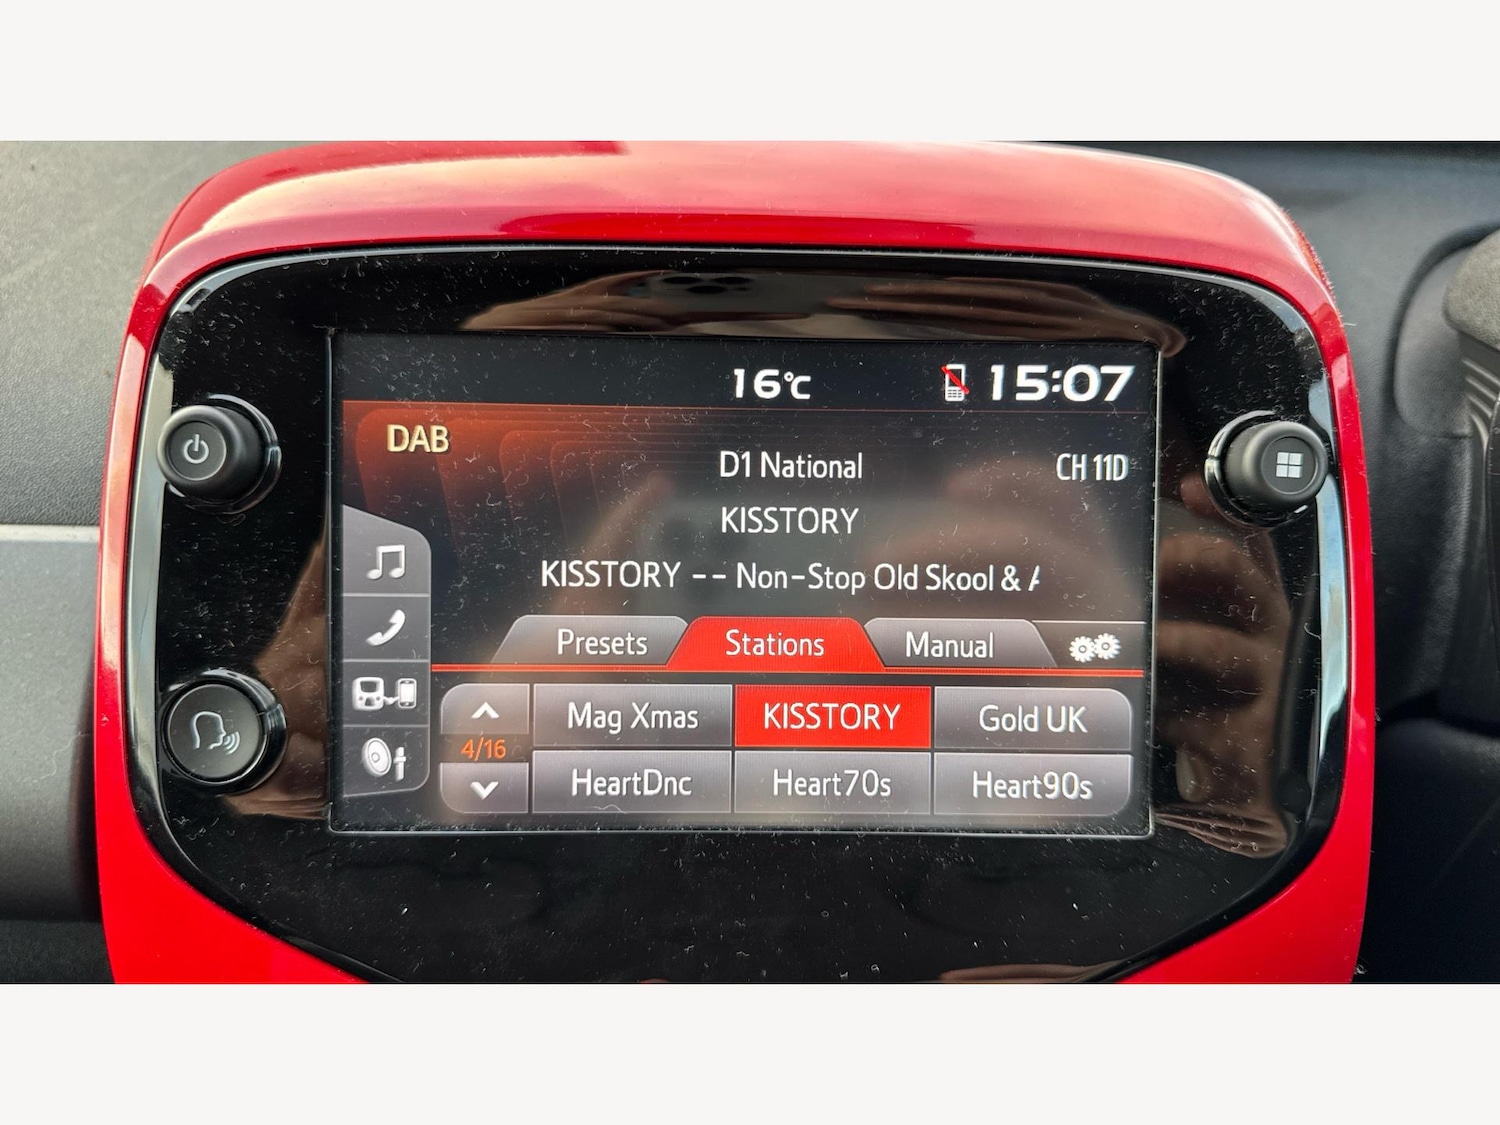 16°C 15:07
DAB
D1 National CH 11D
KISSTORY
KISSTORY -- Non-Stop Old Skool &
Presets Stations Manual
Mag Xmas KISSTORY Gold UK
4/16
HeartDnc Heart70s Heart90s